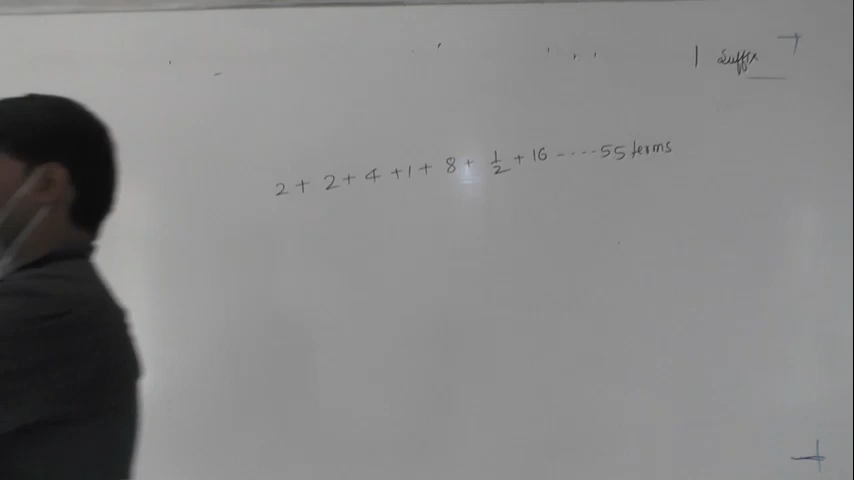 | Suffix
2 + 2 + 4 + 1 + 8 + 1/2 + 16 - .... 55 terms